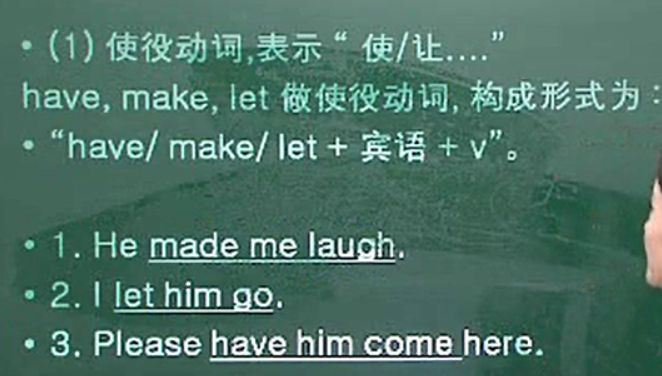 • (1) 使役动词,表示“ 使/让....”
have, make, let 做使役动词, 构成形式为：
• “have/ make/ let + 宾语 + v”。
• 1. He made me laugh.
• 2. I let him go.
• 3. Please have him come here.